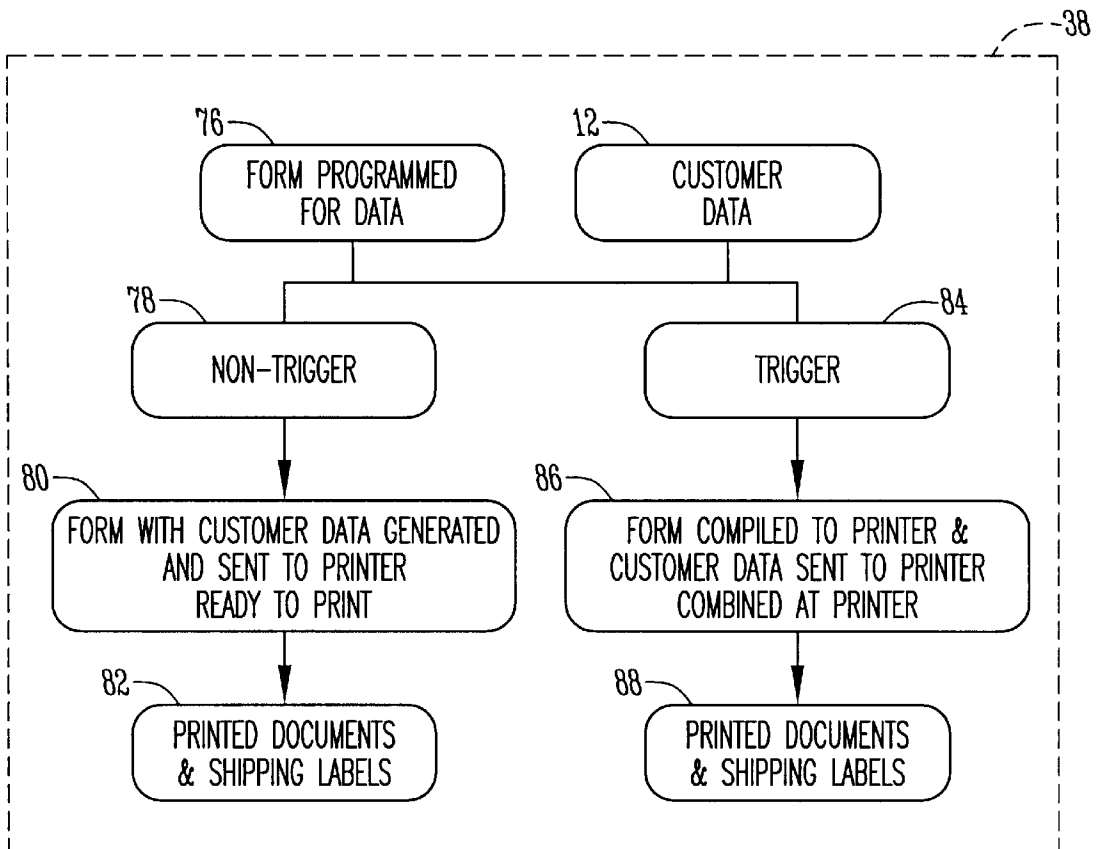 38
76
12
FORM PROGRAMMED
FOR DATA
CUSTOMER
DATA
78
84
NON-TRIGGER
TRIGGER
80
86
FORM WITH CUSTOMER DATA GENERATED
AND SENT TO PRINTER
READY TO PRINT
FORM COMPILED TO PRINTER &
CUSTOMER DATA SENT TO PRINTER
COMBINED AT PRINTER
82
88
PRINTED DOCUMENTS
& SHIPPING LABELS
PRINTED DOCUMENTS
& SHIPPING LABELS